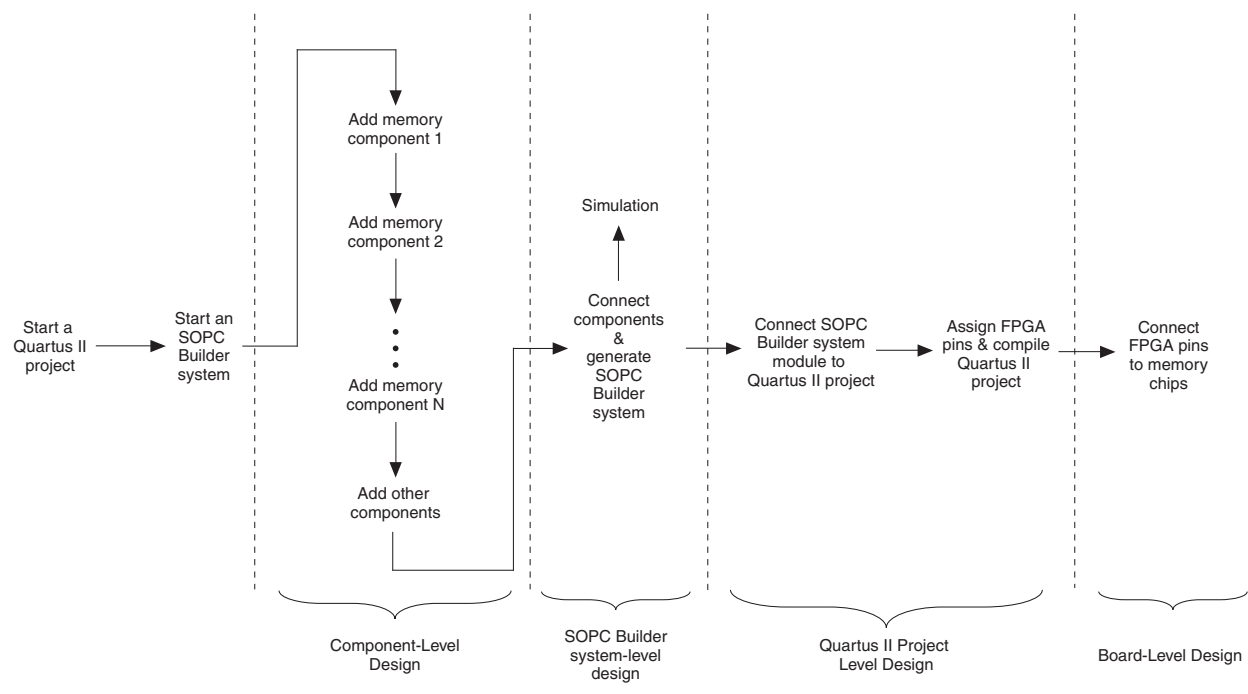 Start a
Quartus II
project
Start an
SOPC
Builder
system
Add memory
component 1
Add memory
component 2
Add memory
component N
Add other
components
Simulation
Connect
components
&
generate
SOPC
Builder
system
Connect SOPC
Builder system
module to
Quartus II project
Assign FPGA
pins & compile
Quartus II
project
Connect
FPGA pins
to memory
chips
Component-Level
Design
SOPC Builder
system-level
design
Quartus II Project
Level Design
Board-Level Design